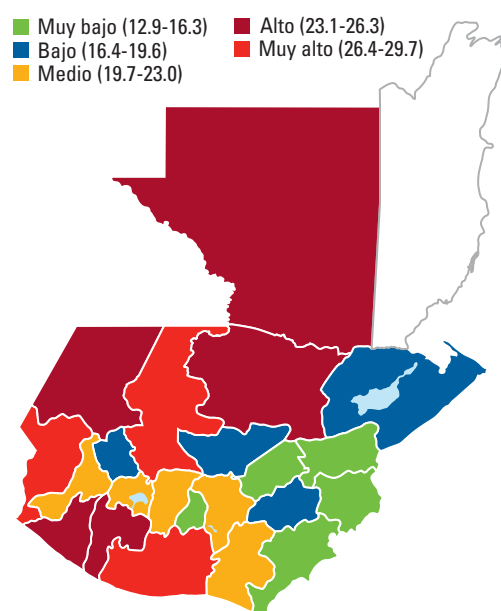 Muy bajo (12.9-16.3)
Bajo (16.4-19.6)
Medio (19.7-23.0)
Alto (23.1-26.3)
Muy alto (26.4-29.7)